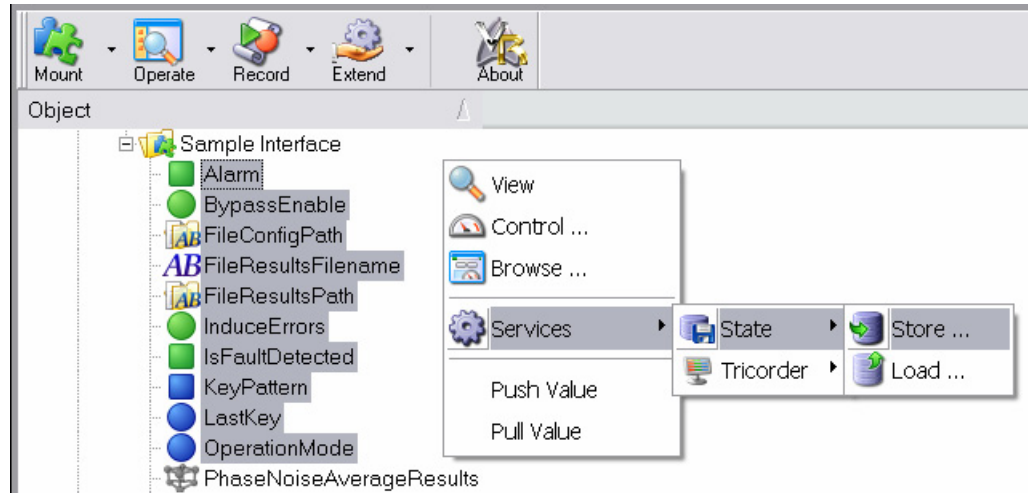 Mount
Operate
Record
Extend
About
Object
Sample Interface
Alarm
BypassEnable
FileConfigPath
AB FileResultsFilename
FileResultsPath
InduceErrors
IsFaultDetected
KeyPattern
LastKey
OperationMode
PhaseNoiseAverageResults
View
Control ...
Browse ...
Services
Push Value
Pull Value
State
Tricorder
Store ...
Load ...